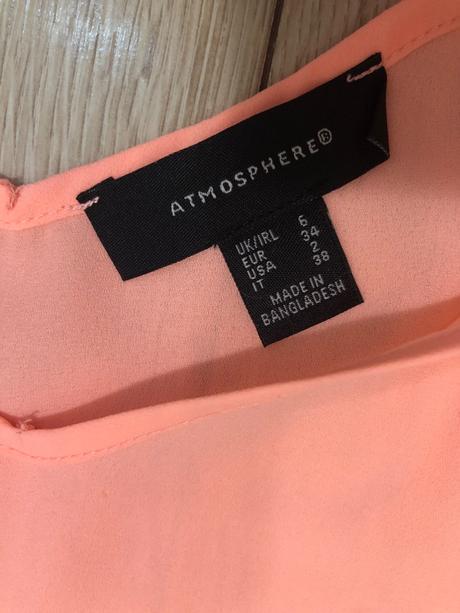 ATMOSPHERE®
UK/IRL 6
EUR 34
USA 2
IT 38
MADE IN
BANGLADESH